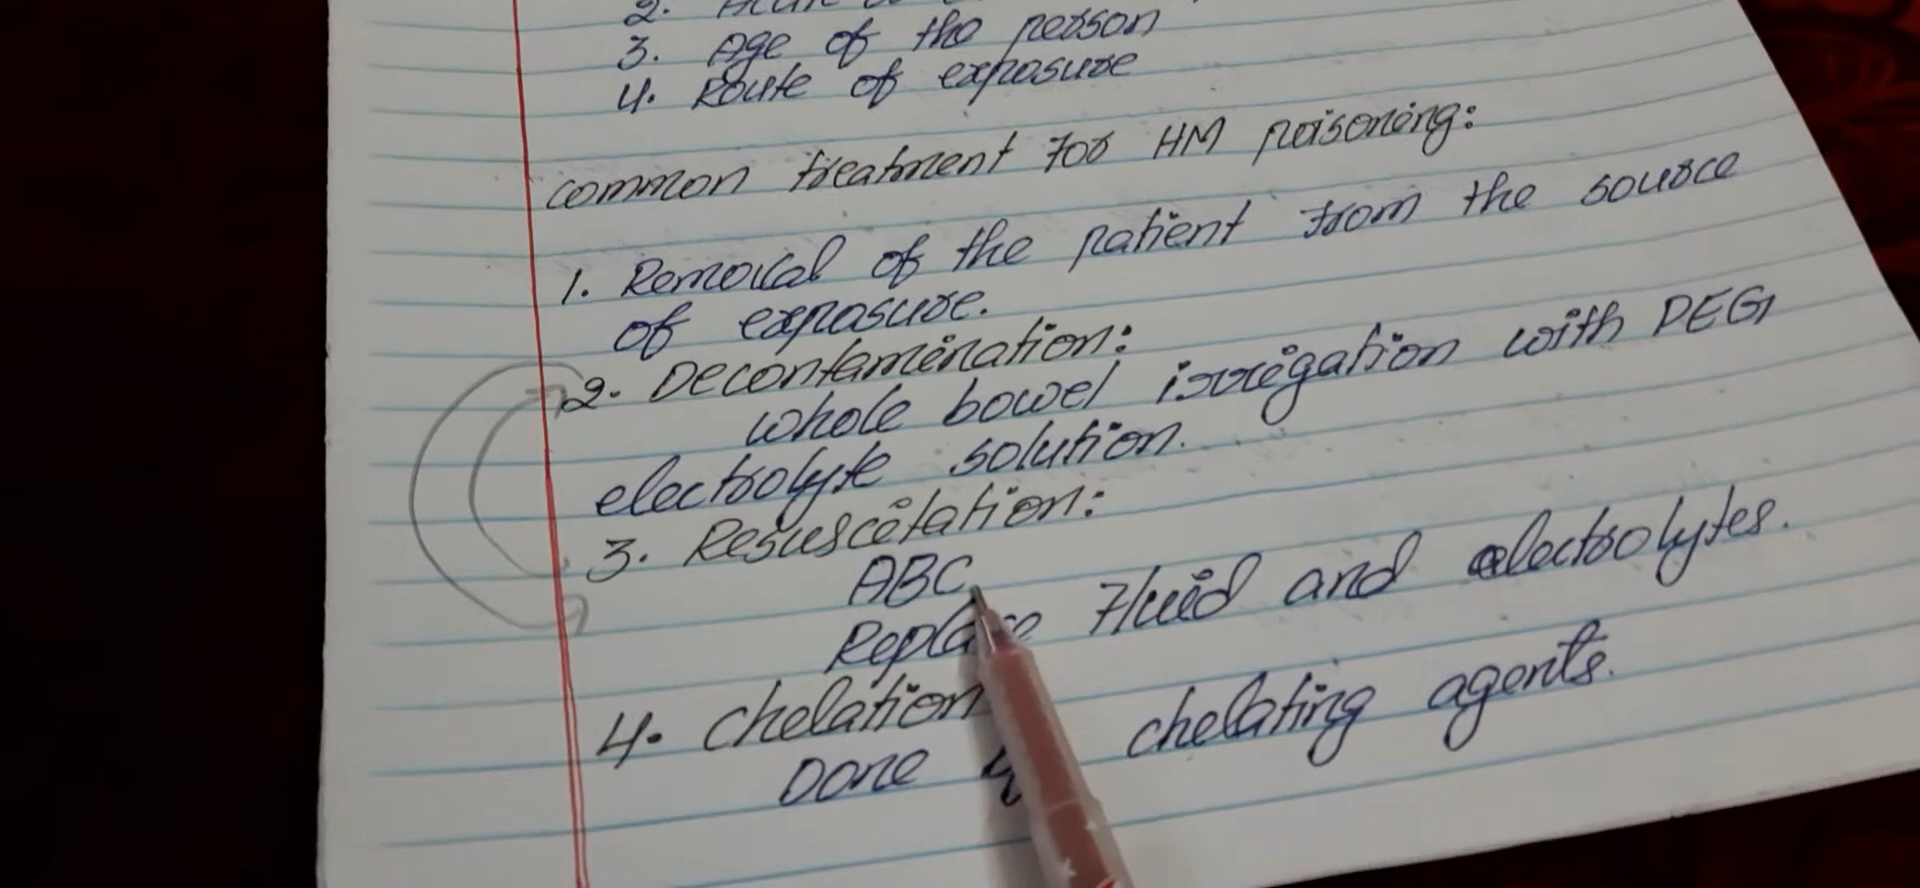 2.
3. Age of the person
4. Route of exposure
common treatment for HM poisoning:
1. Removal of the patient from the source
of exposure.
2. Decontamination:
whole bowel irrigation with PEG
electrolyte solution.
3. Resuscitation:
ABC
Replace Fluid and electrolytes.
4. chelation
Done chelating agents.